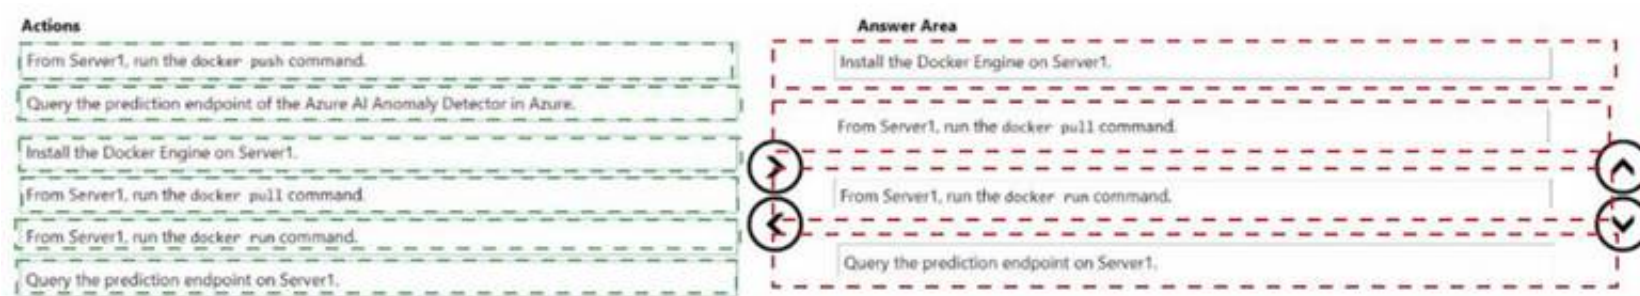 Actions
From Server1, run the docker push command.
Query the prediction endpoint of the Azure AI Anomaly Detector in Azure.
Install the Docker Engine on Server1.
From Server1, run the docker pull command.
From Server1, run the docker run command.
Query the prediction endpoint on Server1.
Answer Area
Install the Docker Engine on Server1.
From Server1, run the docker pull command.
From Server1, run the docker run command.
Query the prediction endpoint on Server1.